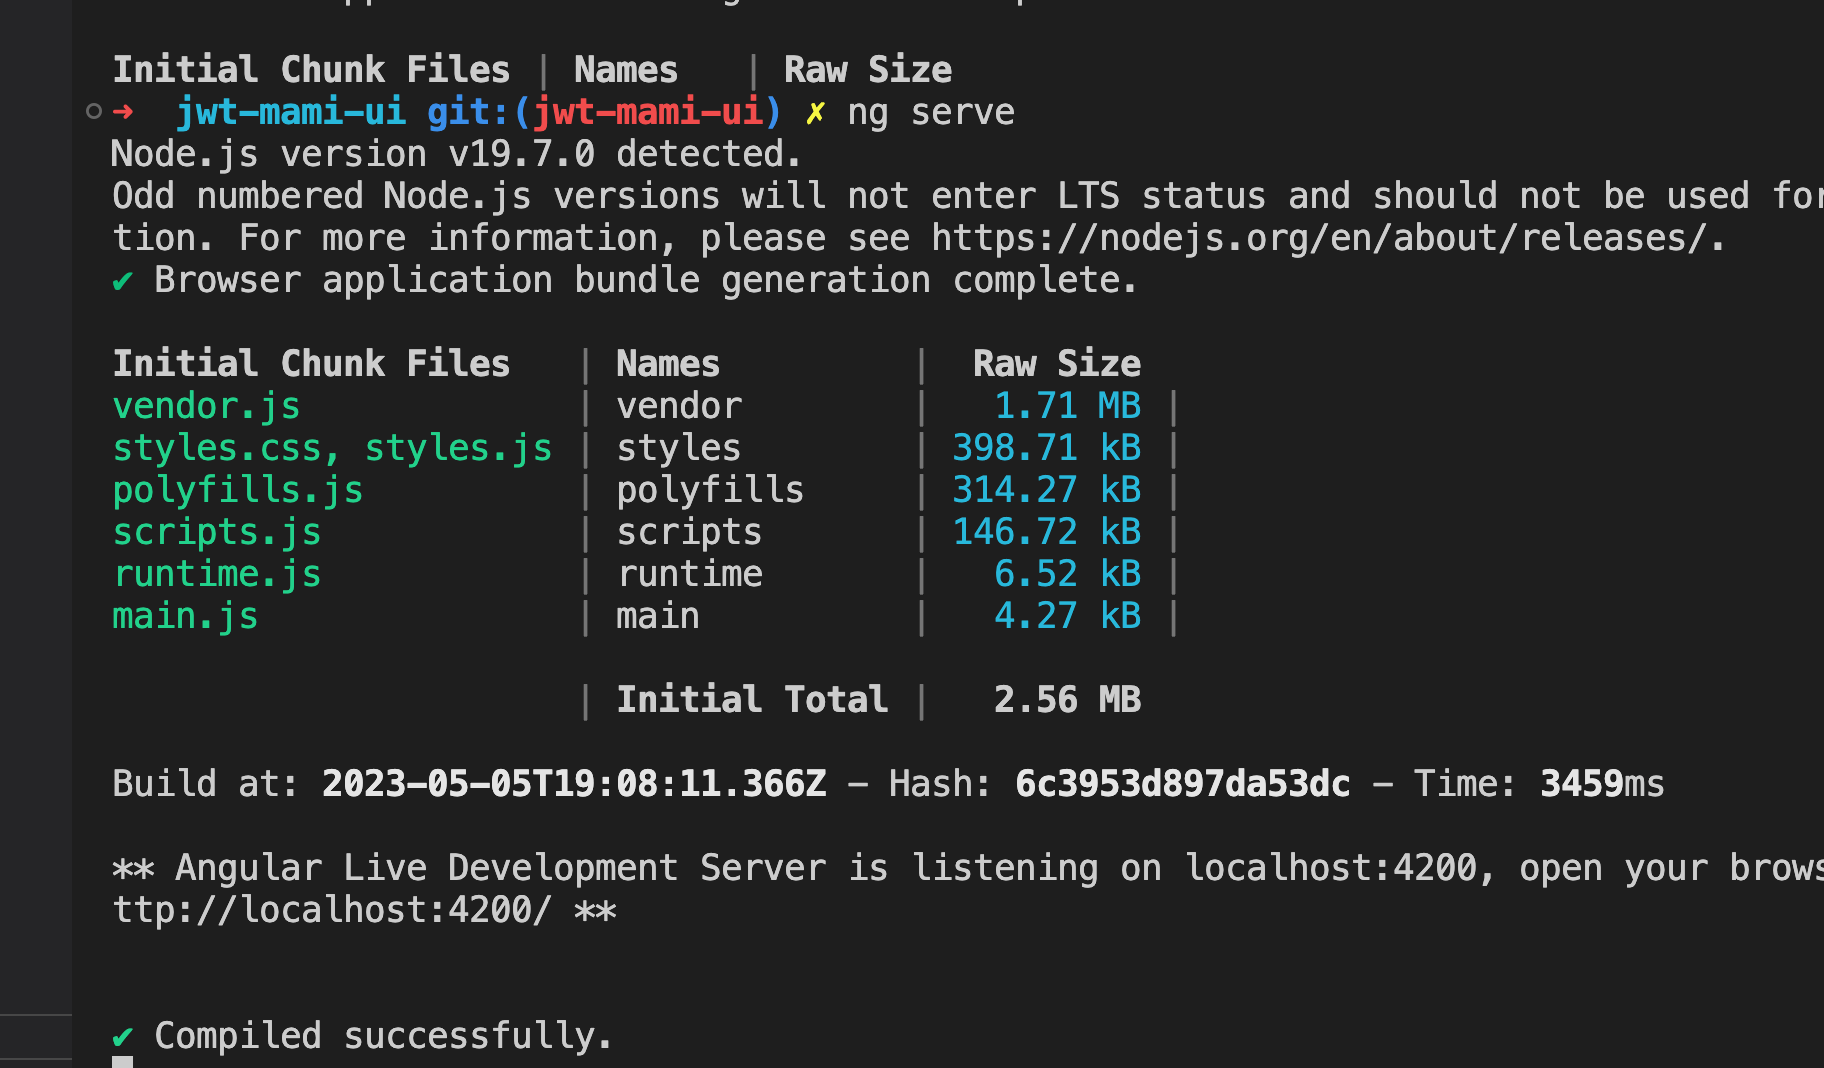 Initial Chunk Files | Names   | Raw Size
➜  jwt-mami-ui git:(jwt-mami-ui) ✗ ng serve
Node.js version v19.7.0 detected.
Odd numbered Node.js versions will not enter LTS status and should not be used for
tion. For more information, please see https://nodejs.org/en/about/releases/.
✔ Browser application bundle generation complete.
Initial Chunk Files   | Names         |  Raw Size
vendor.js             | vendor        |   1.71 MB |
styles.css, styles.js | styles        | 398.71 kB |
polyfills.js          | polyfills     | 314.27 kB |
scripts.js            | scripts       | 146.72 kB |
runtime.js            | runtime       |   6.52 kB |
main.js               | main          |   4.27 kB |
| Initial Total |   2.56 MB
Build at: 2023-05-05T19:08:11.366Z - Hash: 6c3953d897da53dc - Time: 3459ms
** Angular Live Development Server is listening on localhost:4200, open your brows
ttp://localhost:4200/ **
✔ Compiled successfully.